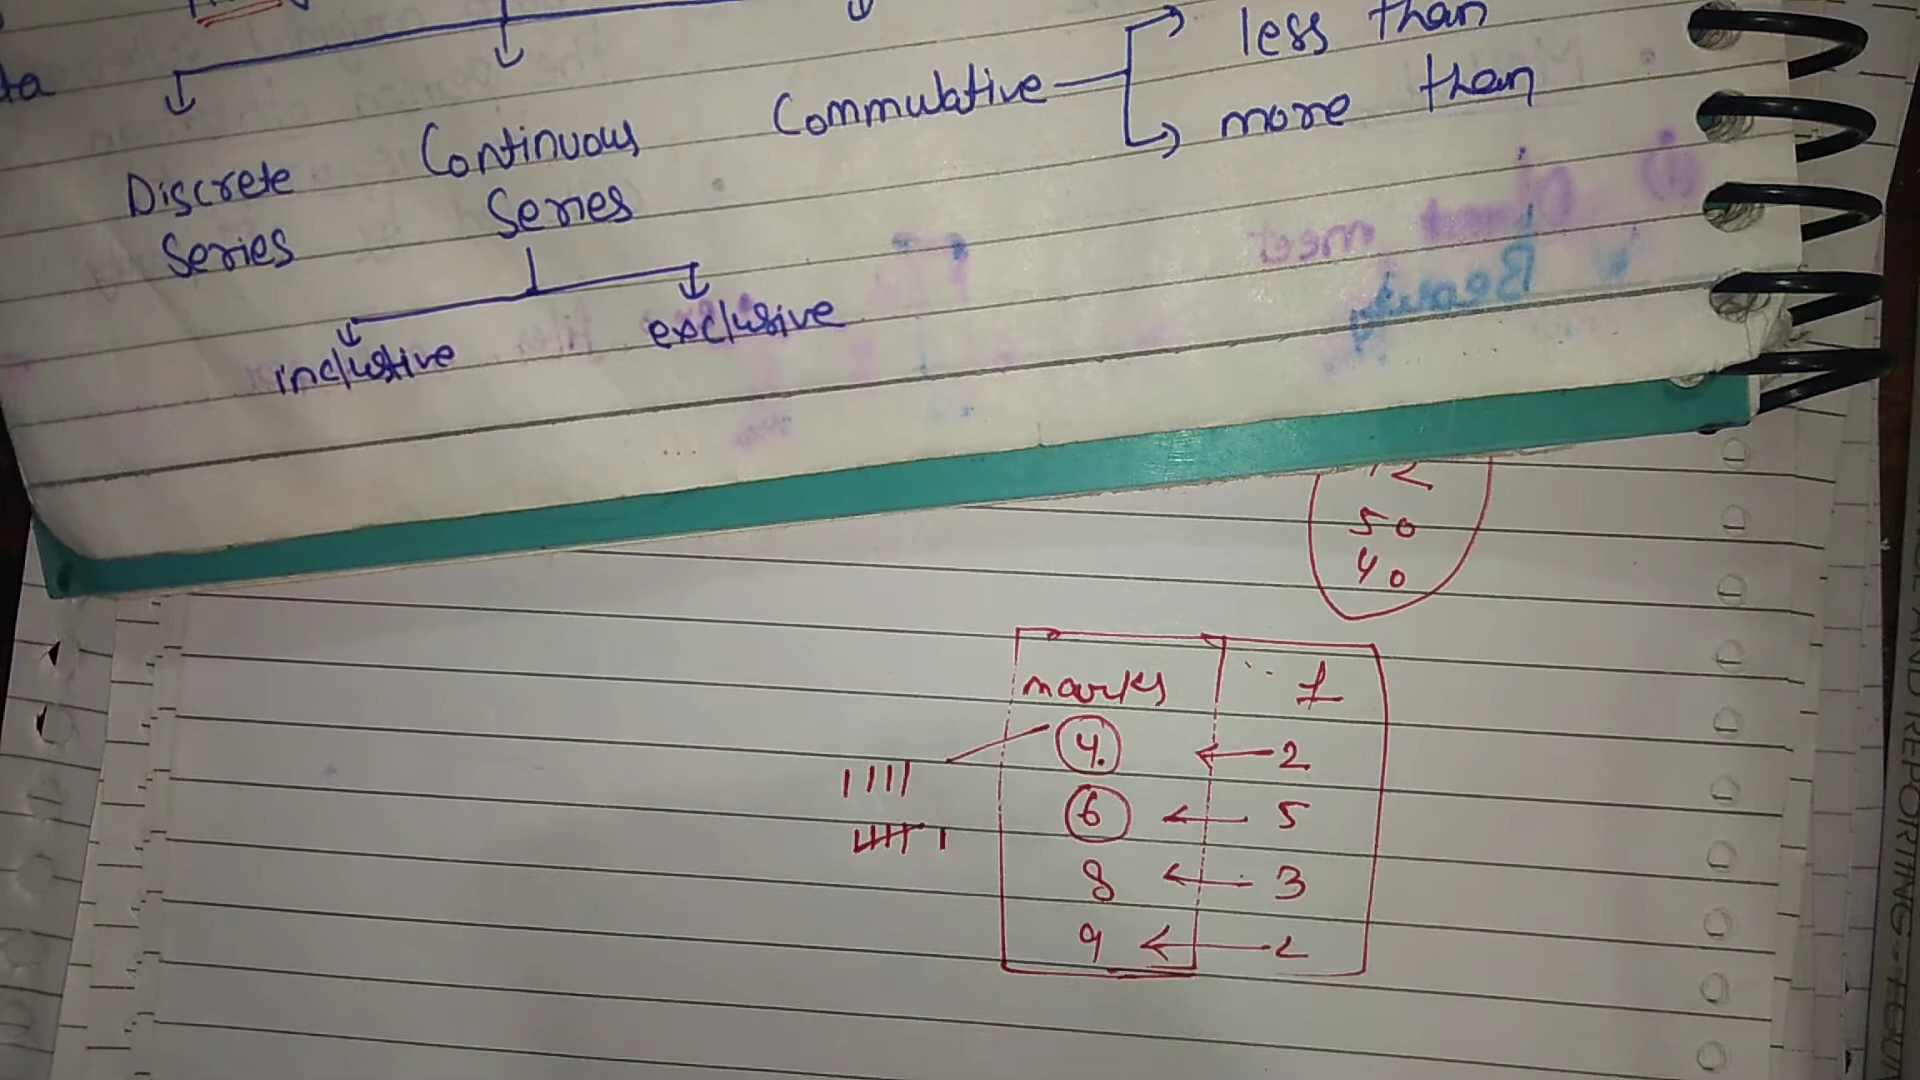 ta
less than
Commulative
more than
Continuous
Series
Discrete
Series
exclusive
inclusive
50
40
marks f
4. 2
6 5
8 3
9 2